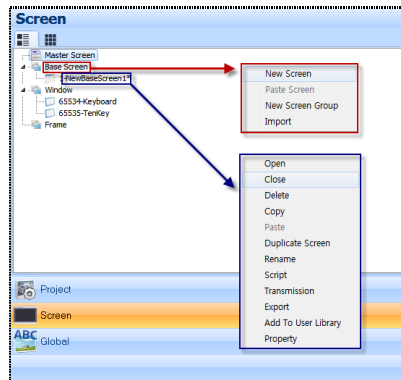 Screen
Master Screen
Base Screen
1-NewBaseScreen1*
Window
65534-Keyboard
65535-TenKey
Frame
New Screen
Paste Screen
New Screen Group
Import
Open
Close
Delete
Copy
Paste
Duplicate Screen
Rename
Script
Transmission
Export
Add To User Library
Property
Project
Screen
ABC
Global